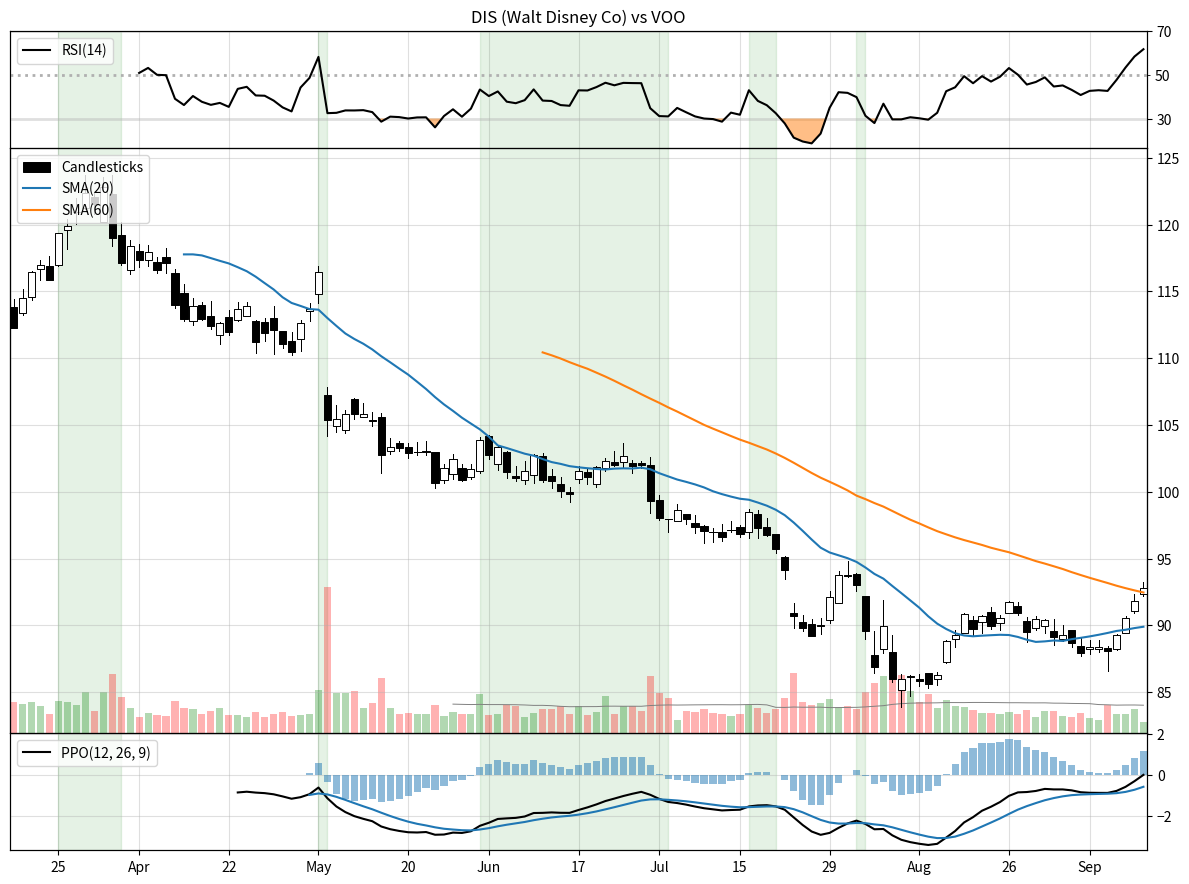 DIS (Walt Disney Co) vs VOO
RSI(14)
70
50
30
Candlesticks
SMA(20)
SMA(60)
125
120
115
110
105
100
95
90
85
PPO(12, 26, 9)
2
0
−2
25 Apr 22 May 20 Jun 17 Jul 15 29 Aug 26 Sep